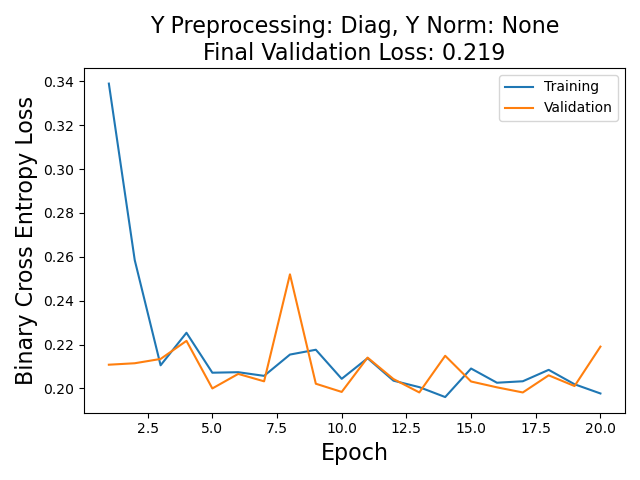 Y Preprocessing: Diag, Y Norm: None
Final Validation Loss: 0.219
Training
Validation
Binary Cross Entropy Loss
0.34
0.32
0.30
0.28
0.26
0.24
0.22
0.20
2.5 5.0 7.5 10.0 12.5 15.0 17.5 20.0
Epoch